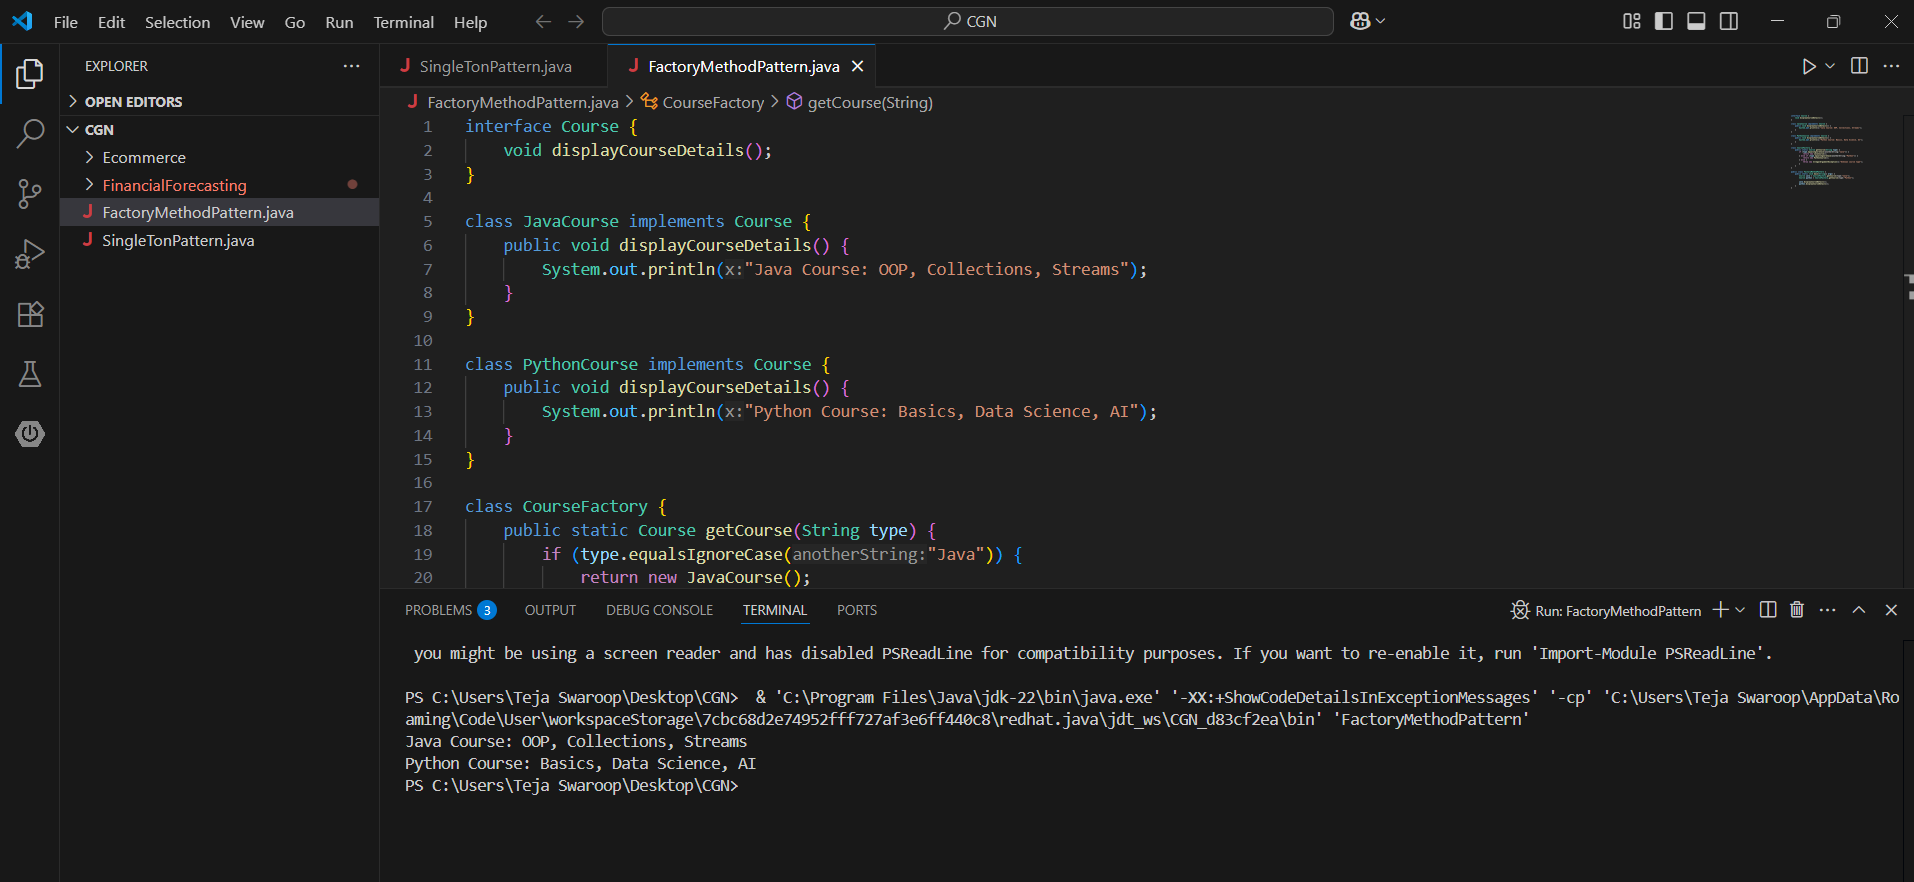 File Edit Selection View Go Run Terminal Help
CGN
EXPLORER
OPEN EDITORS
CGN
Ecommerce
FinancialForecasting
FactoryMethodPattern.java
SingleTonPattern.java
SingleTonPattern.java
FactoryMethodPattern.java
FactoryMethodPattern.java > CourseFactory > getCourse(String)
1 interface Course {
2 void displayCourseDetails();
3 }
4
5 class JavaCourse implements Course {
6 public void displayCourseDetails() {
7 System.out.println(x:"Java Course: OOP, Collections, Streams");
8 }
9 }
10
11 class PythonCourse implements Course {
12 public void displayCourseDetails() {
13 System.out.println(x:"Python Course: Basics, Data Science, AI");
14 }
15 }
16
17 class CourseFactory {
18 public static Course getCourse(String type) {
19 if (type.equalsIgnoreCase(anotherString:"Java")) {
20 return new JavaCourse();
PROBLEMS 3 OUTPUT DEBUG CONSOLE TERMINAL PORTS
Run: FactoryMethodPattern
you might be using a screen reader and has disabled PSReadLine for compatibility purposes. If you want to re-enable it, run 'Import-Module PSReadLine'.
PS C:\Users\Teja Swaroop\Desktop\CGN>  & 'C:\Program Files\Java\jdk-22\bin\java.exe' '-XX:+ShowCodeDetailsInExceptionMessages' '-cp' 'C:\Users\Teja Swaroop\AppData\Ro
aming\Code\User\workspaceStorage\7cbc68d2e74952fff727af3e6ff440c8\redhat.java\jdt_ws\CGN_d83cf2ea\bin' 'FactoryMethodPattern'
Java Course: OOP, Collections, Streams
Python Course: Basics, Data Science, AI
PS C:\Users\Teja Swaroop\Desktop\CGN>